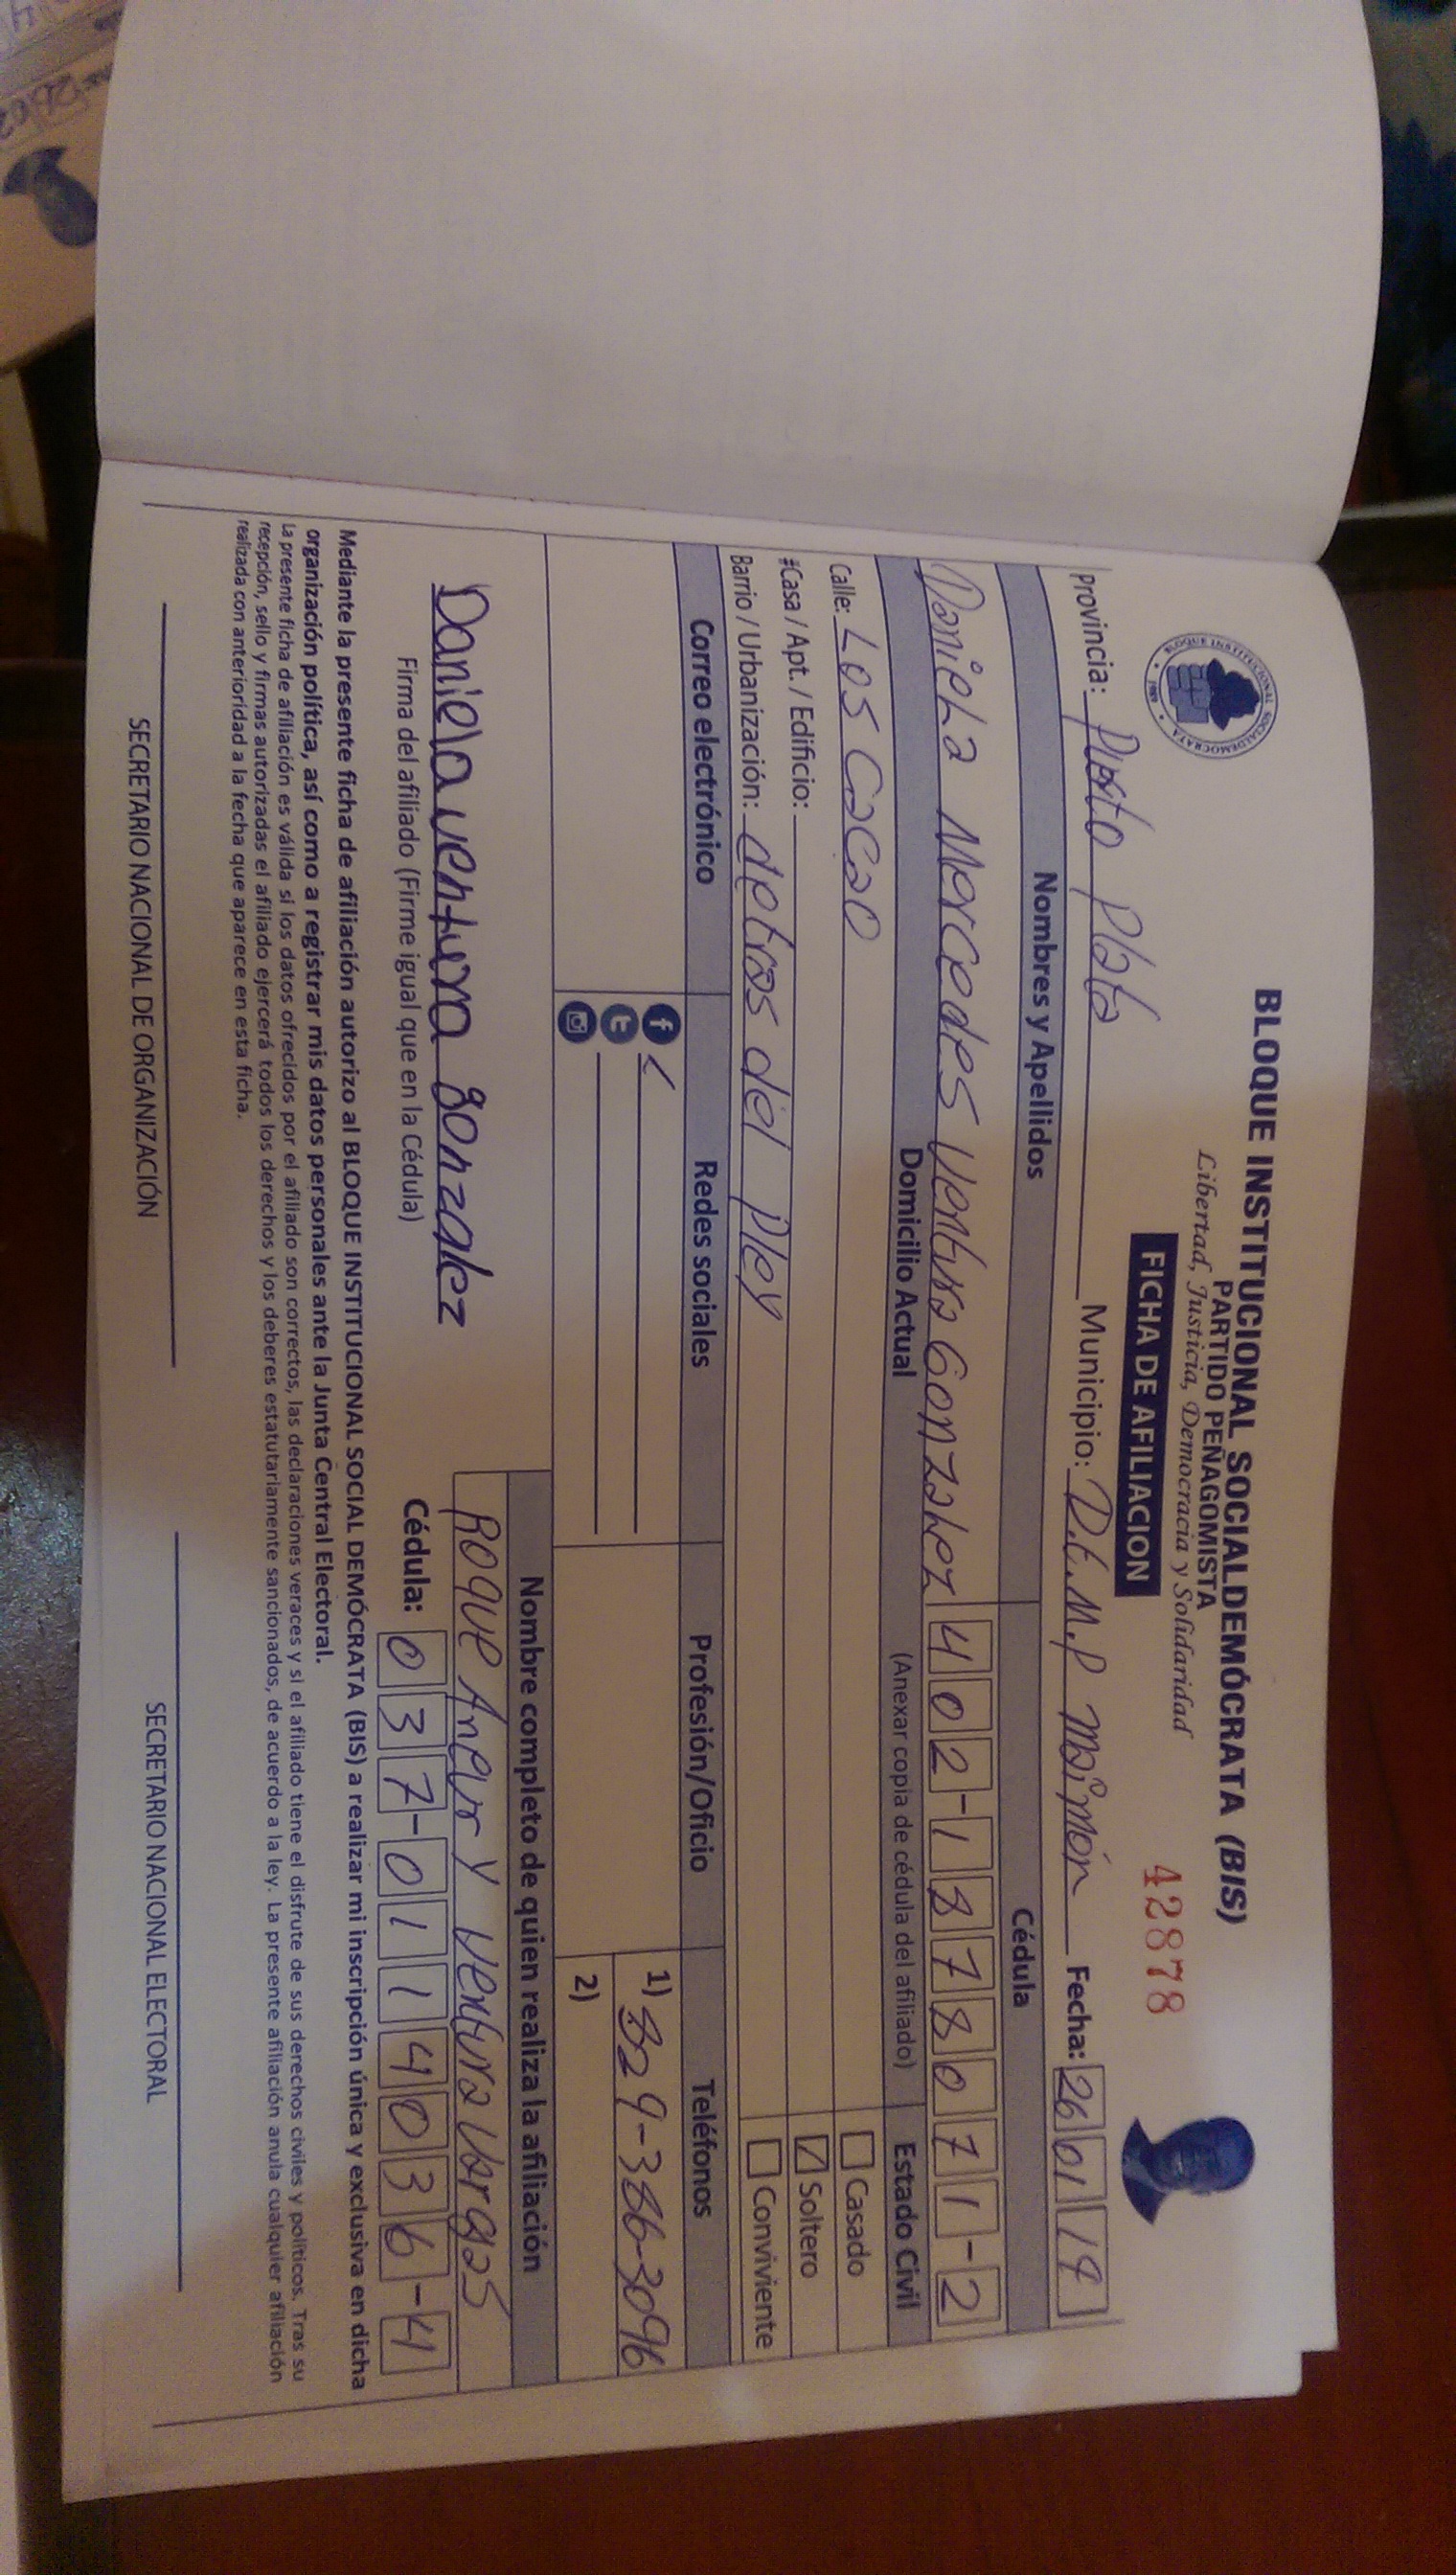 BLOQUE INSTITUCIONAL SOCIALDEMÓCRATA (BIS)
PARTIDO PEÑAGOMISTA
Libertad, Justicia, Democracia y Solidaridad
42878
FICHA DE AFILIACION
Provincia: Puerto Plata Municipio: D.t.M.P Maimón Fecha: 26 01 19
Nombres y Apellidos Cédula
Daniela Mercedes Ventura Gonzalez 402-1878071-2
Domicilio Actual (Anexar copia de cédula del afiliado) Estado Civil
Calle: Los Cacao Casado
#Casa / Apt. / Edificio: Soltero
Barrio / Urbanización: detras del Pley Conviviente
Correo electrónico Redes sociales Profesión/Oficio Teléfonos
1) 829-386-3096
2)
Nombre completo de quien realiza la afiliación
Roque Ventura Vargas
Daniela ventura gonzalez
Firma del afiliado (Firme igual que en la Cédula) Cédula: 037-0114036-4
Mediante la presente ficha de afiliación autorizo al BLOQUE INSTITUCIONAL SOCIAL DEMÓCRATA (BIS) a realizar mi inscripción única y exclusiva en dicha
organización política, así como a registrar mis datos personales ante la Junta Central Electoral.
La presente ficha de afiliación es válida si los datos ofrecidos por el afiliado son correctos, las declaraciones veraces y si el afiliado tiene el disfrute de sus derechos civiles y políticos. Tras su
recepción, sello y firmas autorizadas el afiliado ejercerá todos los derechos y los deberes estatutariamente sancionados, de acuerdo a la ley. La presente afiliación anula cualquier afiliación
realizada con anterioridad a la fecha que aparece en esta ficha.
SECRETARIO NACIONAL DE ORGANIZACIÓN SECRETARIO NACIONAL ELECTORAL